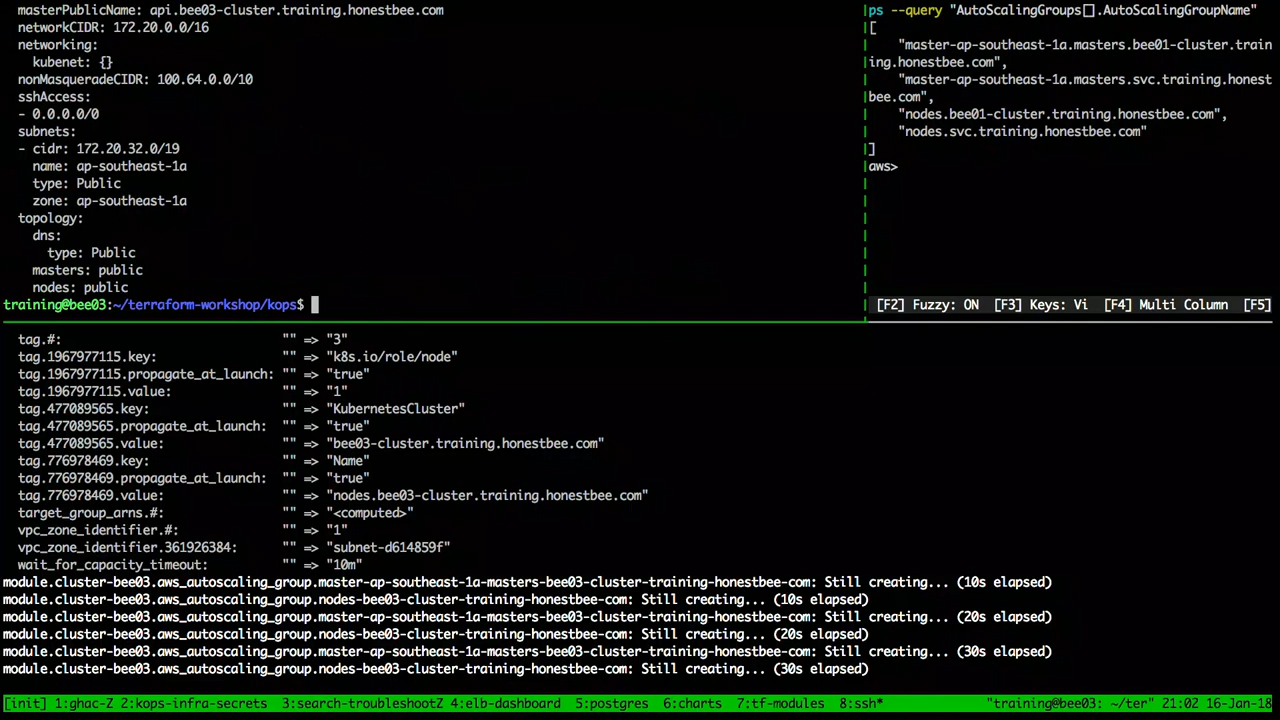 masterPublicName: api.bee03-cluster.training.honestbee.com
networkCIDR: 172.20.0.0/16
networking:
kubenet: {}
nonMasqueradeCIDR: 100.64.0.0/10
sshAccess:
- 0.0.0.0/0
subnets:
- cidr: 172.20.32.0/19
name: ap-southeast-1a
type: Public
zone: ap-southeast-1a
topology:
dns:
type: Public
masters: public
nodes: public
training@bee03:~/terraform-workshop/kops$
ps --query "AutoScalingGroups[].AutoScalingGroupName"
[
"master-ap-southeast-1a.masters.bee01-cluster.train
ing.honestbee.com",
"master-ap-southeast-1a.masters.svc.training.honest
bee.com",
"nodes.bee01-cluster.training.honestbee.com",
"nodes.svc.training.honestbee.com"
]
aws>
[F2] Fuzzy: ON [F3] Keys: Vi [F4] Multi Column [F5]
tag.#: "" => "3"
tag.1967977115.key: "" => "k8s.io/role/node"
tag.1967977115.propagate_at_launch: "" => "true"
tag.1967977115.value: "" => "1"
tag.477089565.key: "" => "KubernetesCluster"
tag.477089565.propagate_at_launch: "" => "true"
tag.477089565.value: "" => "bee03-cluster.training.honestbee.com"
tag.776978469.key: "" => "Name"
tag.776978469.propagate_at_launch: "" => "true"
tag.776978469.value: "" => "nodes.bee03-cluster.training.honestbee.com"
target_group_arns.#: "" => "<computed>"
vpc_zone_identifier.#: "" => "1"
vpc_zone_identifier.361926384: "" => "subnet-d614859f"
wait_for_capacity_timeout: "" => "10m"
module.cluster-bee03.aws_autoscaling_group.master-ap-southeast-1a-masters-bee03-cluster-training-honestbee-com: Still creating... (10s elapsed)
module.cluster-bee03.aws_autoscaling_group.nodes-bee03-cluster-training-honestbee-com: Still creating... (10s elapsed)
module.cluster-bee03.aws_autoscaling_group.master-ap-southeast-1a-masters-bee03-cluster-training-honestbee-com: Still creating... (20s elapsed)
module.cluster-bee03.aws_autoscaling_group.nodes-bee03-cluster-training-honestbee-com: Still creating... (20s elapsed)
module.cluster-bee03.aws_autoscaling_group.master-ap-southeast-1a-masters-bee03-cluster-training-honestbee-com: Still creating... (30s elapsed)
module.cluster-bee03.aws_autoscaling_group.nodes-bee03-cluster-training-honestbee-com: Still creating... (30s elapsed)
[init] 1:ghac-Z 2:kops-infra-secrets 3:search-troubleshootZ 4:elb-dashboard 5:postgres 6:charts 7:tf-modules 8:ssh* "training@bee03: ~/ter" 21:02 16-Jan-18